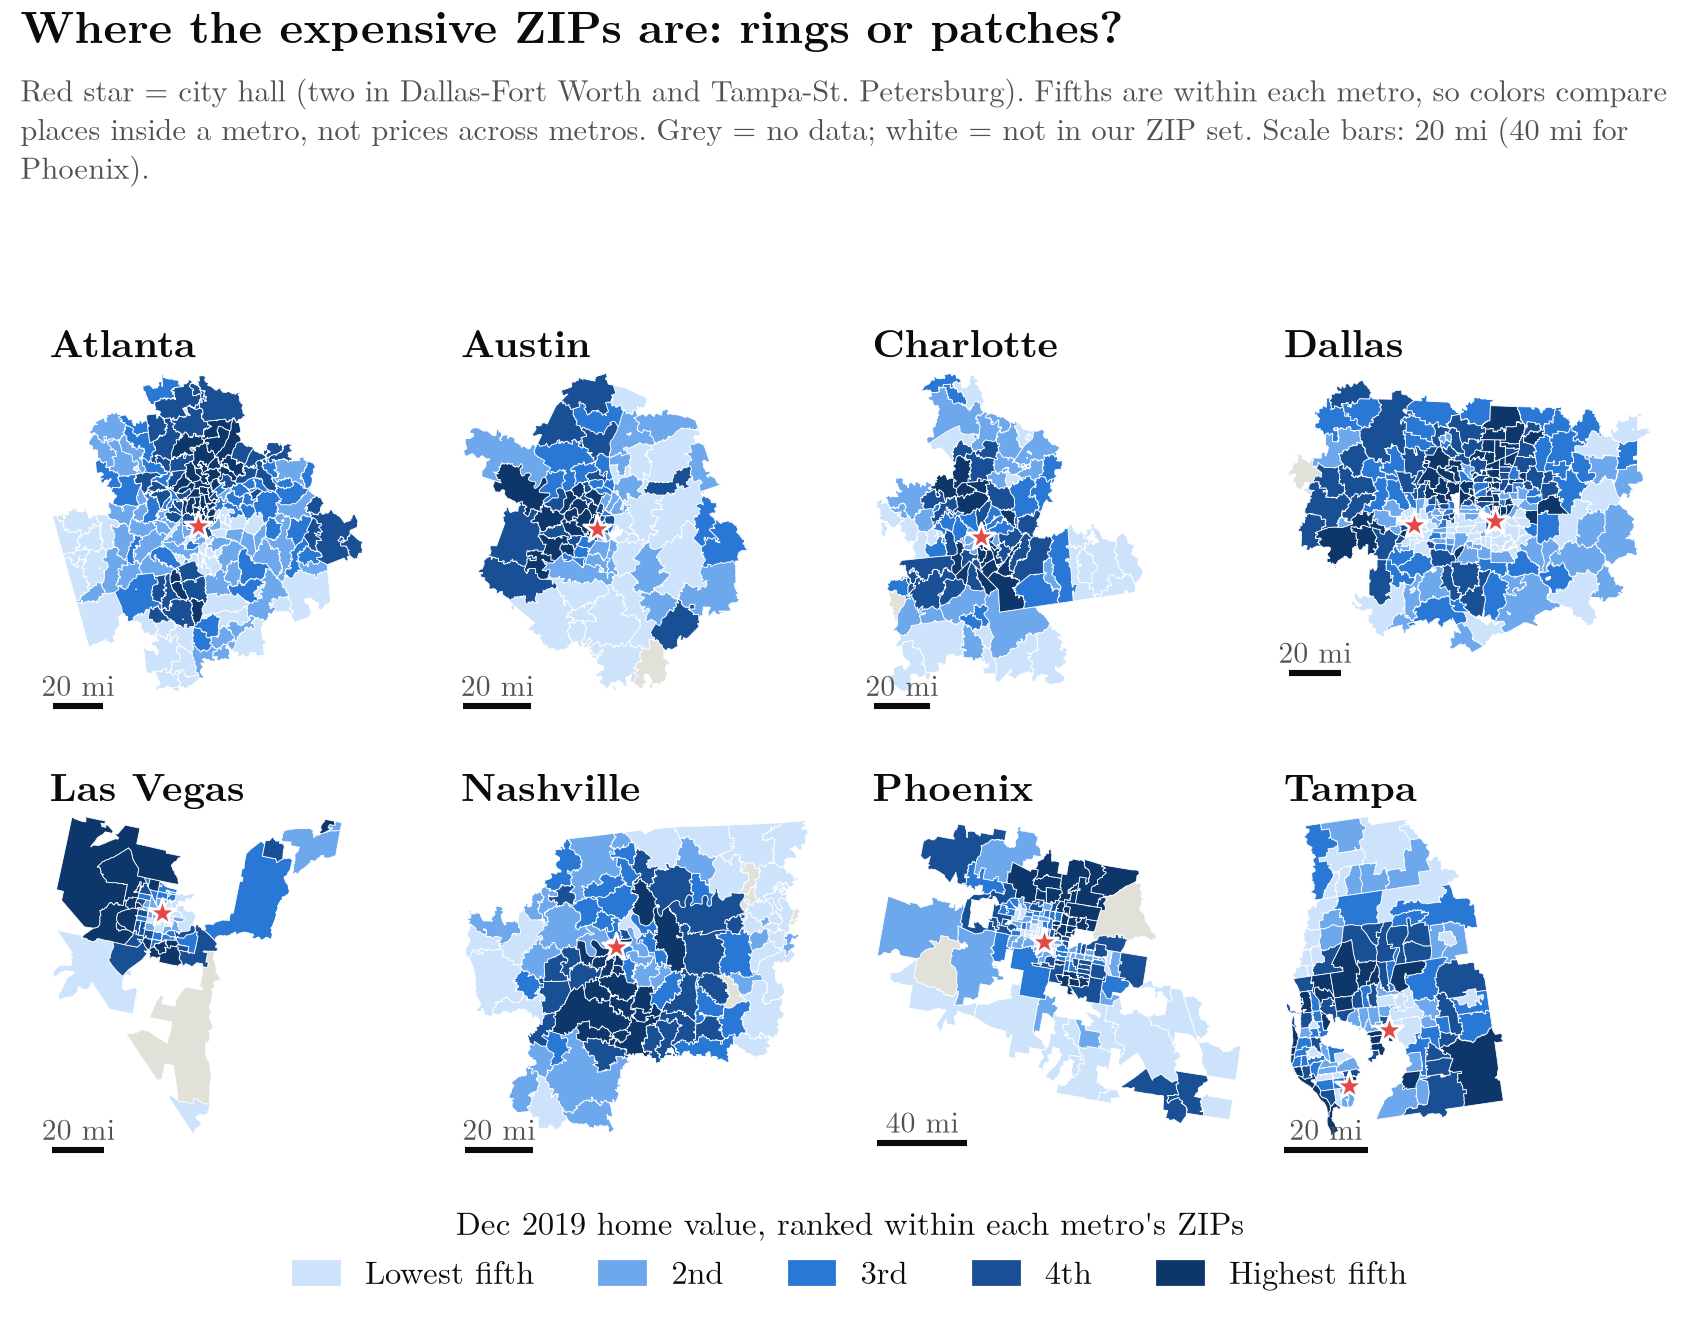 Where the expensive ZIPs are: rings or patches?
Red star = city hall (two in Dallas-Fort Worth and Tampa-St. Petersburg). Fifths are within each metro, so colors compare
places inside a metro, not prices across metros. Grey = no data; white = not in our ZIP set. Scale bars: 20 mi (40 mi for
Phoenix).
Atlanta
Austin
Charlotte
Dallas
20 mi
20 mi
20 mi
20 mi
Las Vegas
Nashville
Phoenix
Tampa
20 mi
20 mi
40 mi
20 mi
Dec 2019 home value, ranked within each metro's ZIPs
Lowest fifth
2nd
3rd
4th
Highest fifth